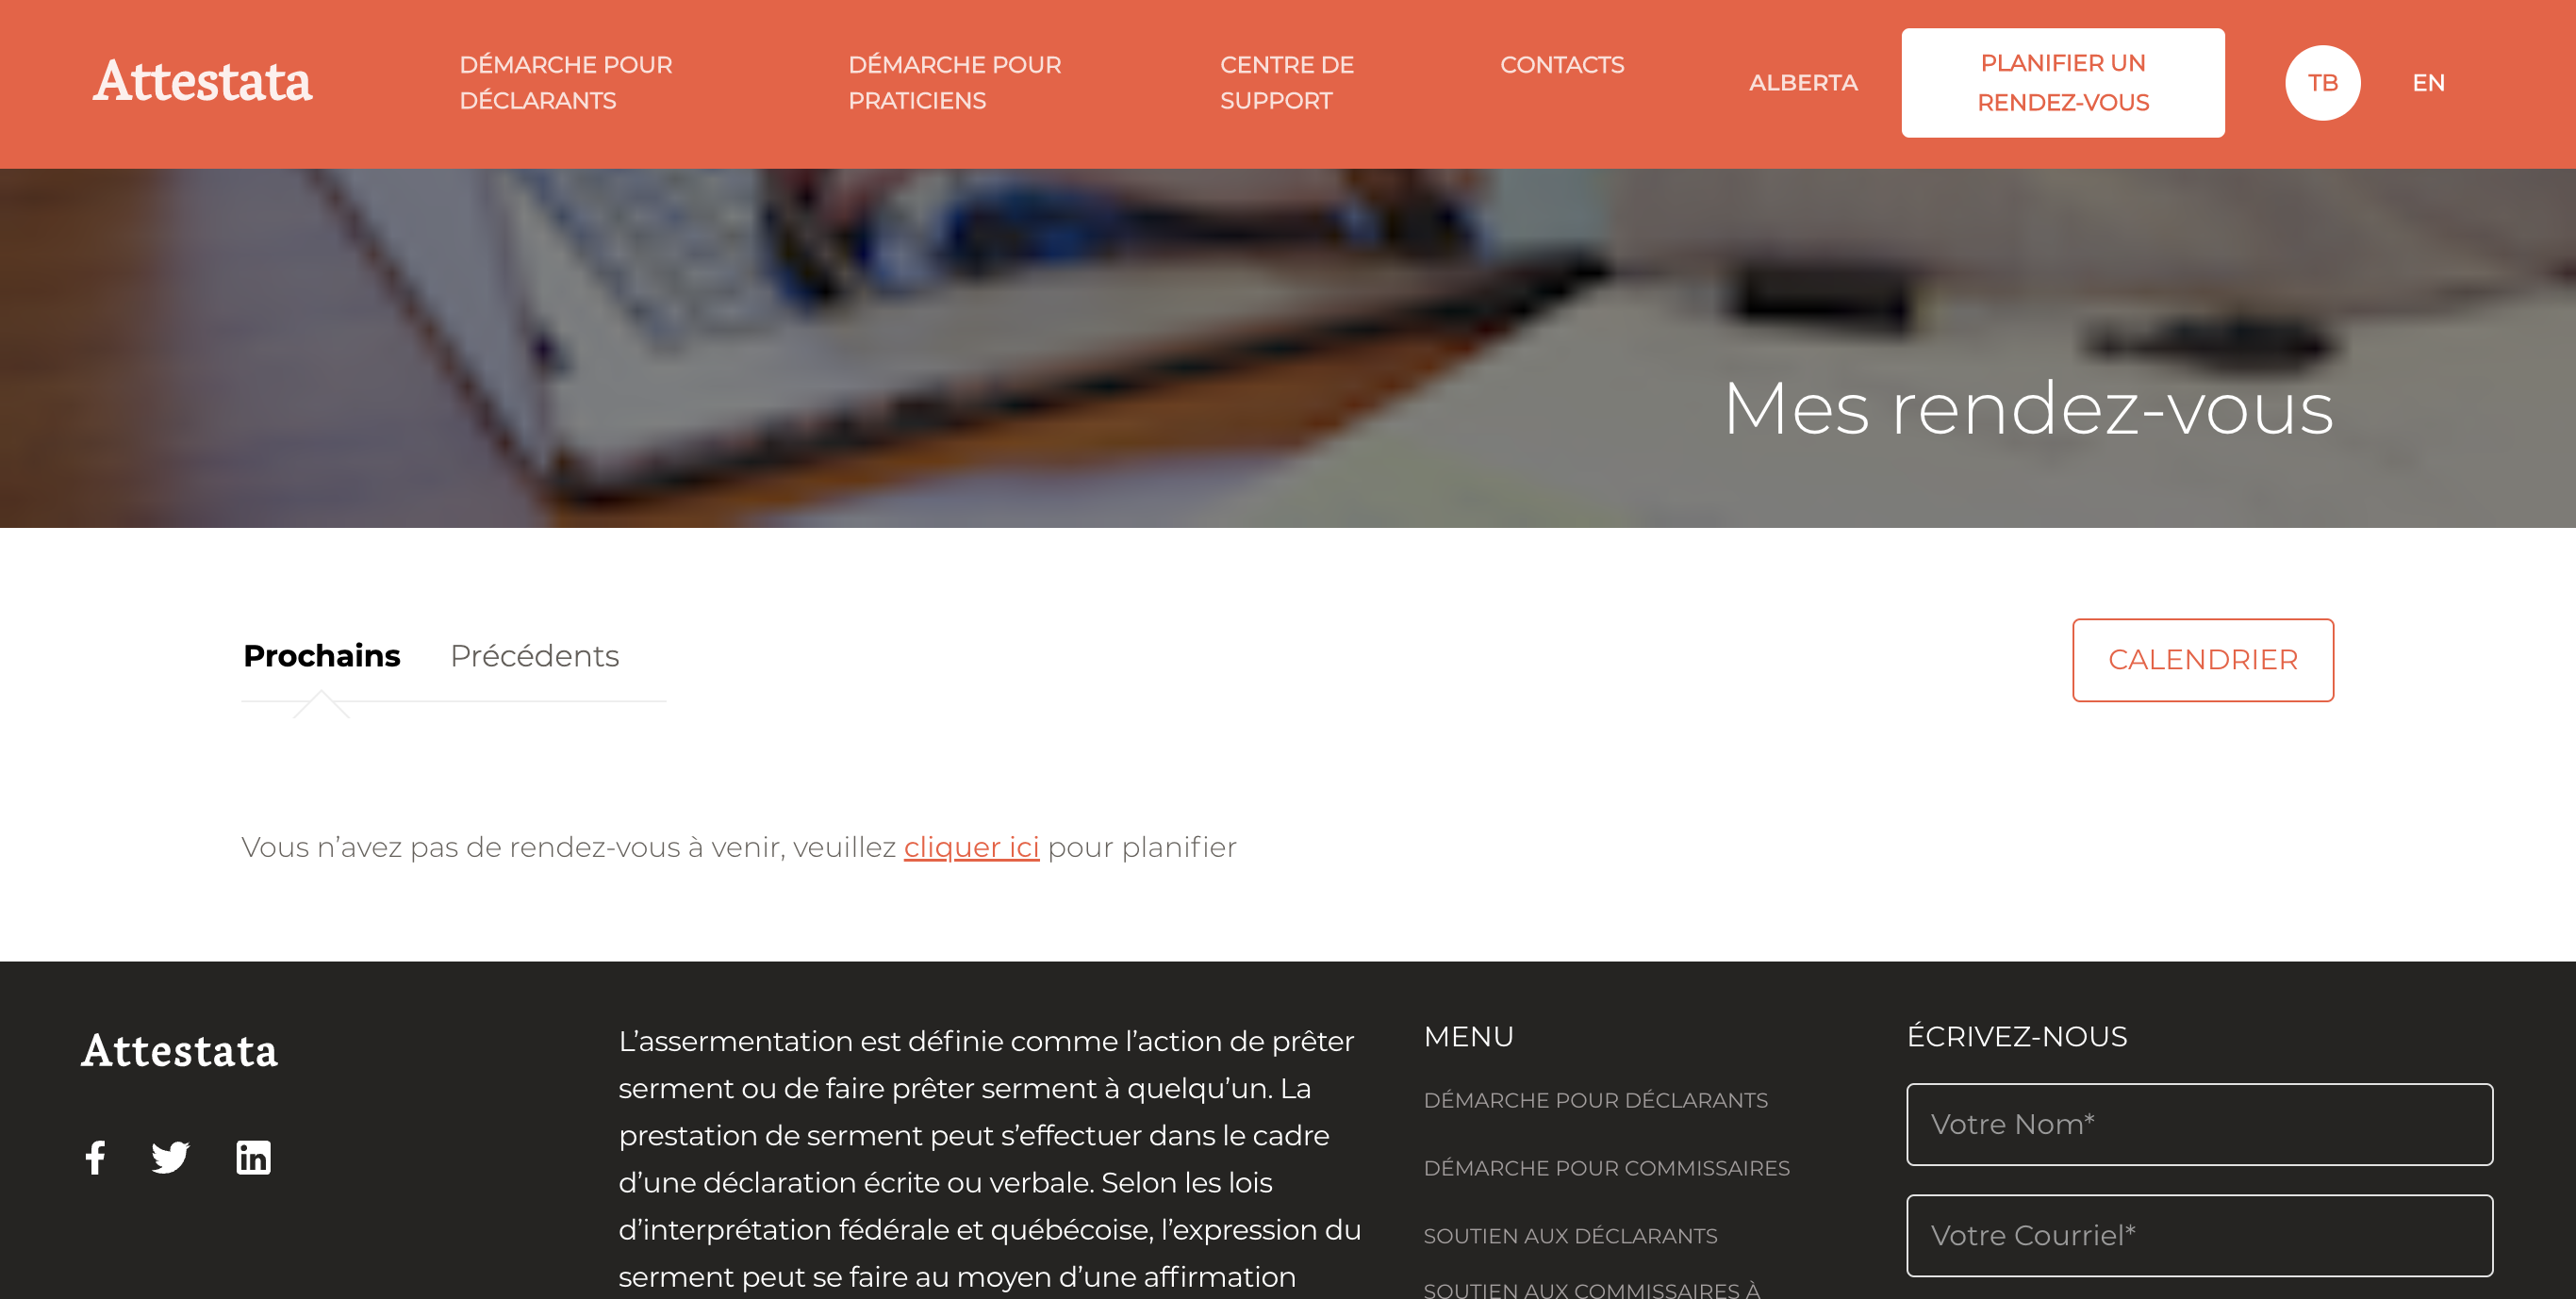 Attestata
DÉMARCHE POUR
DÉCLARANTS
DÉMARCHE POUR
PRATICIENS
CENTRE DE
SUPPORT
CONTACTS
ALBERTA
PLANIFIER UN
RENDEZ-VOUS
TB
EN
Mes rendez-vous
Prochains
Précédents
CALENDRIER
Vous n’avez pas de rendez-vous à venir, veuillez cliquer ici pour planifier
Attestata
L’assermentation est définie comme l’action de prêter
serment ou de faire prêter serment à quelqu’un. La
prestation de serment peut s’effectuer dans le cadre
d’une déclaration écrite ou verbale. Selon les lois
d’interprétation fédérale et québécoise, l’expression du
serment peut se faire au moyen d’une affirmation
MENU
DÉMARCHE POUR DÉCLARANTS
DÉMARCHE POUR COMMISSAIRES
SOUTIEN AUX DÉCLARANTS
SOUTIEN AUX COMMISSAIRES À
ÉCRIVEZ-NOUS
Votre Nom*
Votre Courriel*